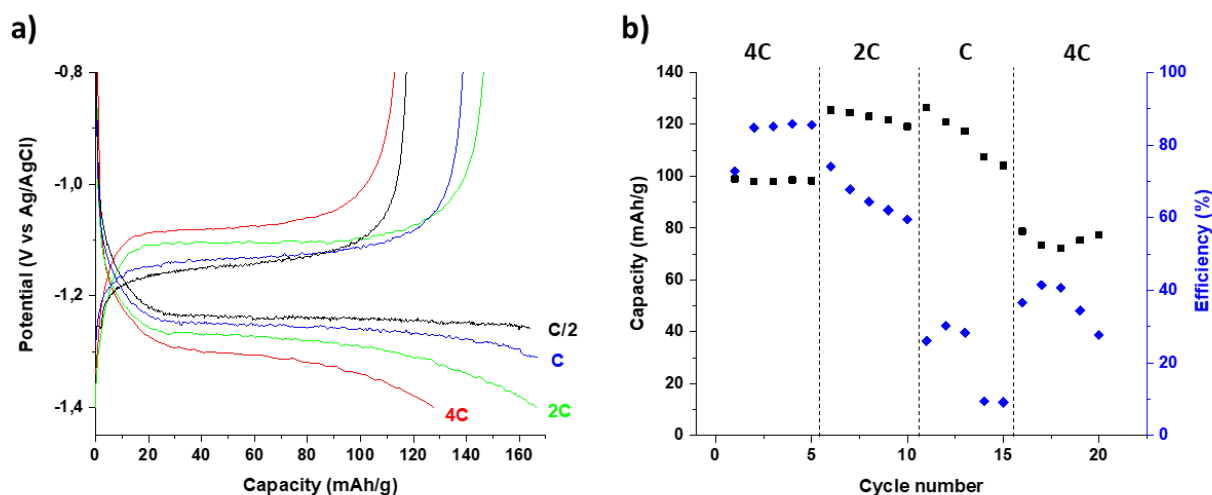 a)
-0,8
-1,0
-1,2
-1,4
Potential (V vs Ag/AgCl)
0 20 40 60 80 100 120 140 160
Capacity (mAh/g)
C/2
C
2C
4C
b)
4C 2C C 4C
140
120
100
80
60
40
20
0
Capacity (mAh/g)
100
80
60
40
20
0
Efficiency (%)
0 5 10 15 20
Cycle number